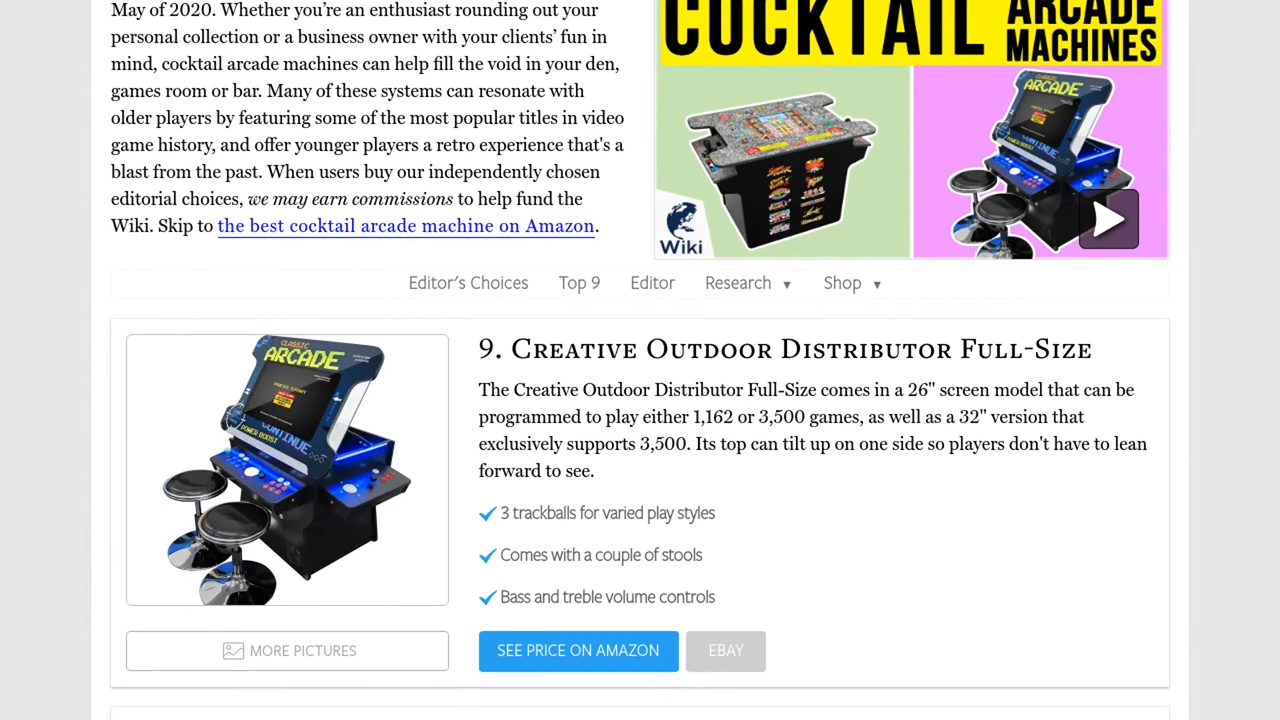 May of 2020. Whether you’re an enthusiast rounding out your
personal collection or a business owner with your clients’ fun in
mind, cocktail arcade machines can help fill the void in your den,
games room or bar. Many of these systems can resonate with
older players by featuring some of the most popular titles in video
game history, and offer younger players a retro experience that's a
blast from the past. When users buy our independently chosen
editorial choices, we may earn commissions to help fund the
Wiki. Skip to the best cocktail arcade machine on Amazon.
COCKTAIL
ARCADE
MACHINES
CLASSIC
ARCADE
CONTINUE
POWER BOOST
Wiki
Editor's Choices
Top 9
Editor
Research
Shop
CLASSIC
ARCADE
CONTINUE
POWER BOOST
9. Creative Outdoor Distributor Full-Size
The Creative Outdoor Distributor Full-Size comes in a 26" screen model that can be
programmed to play either 1,162 or 3,500 games, as well as a 32" version that
exclusively supports 3,500. Its top can tilt up on one side so players don't have to lean
forward to see.
3 trackballs for varied play styles
Comes with a couple of stools
Bass and treble volume controls
MORE PICTURES
SEE PRICE ON AMAZON
EBAY